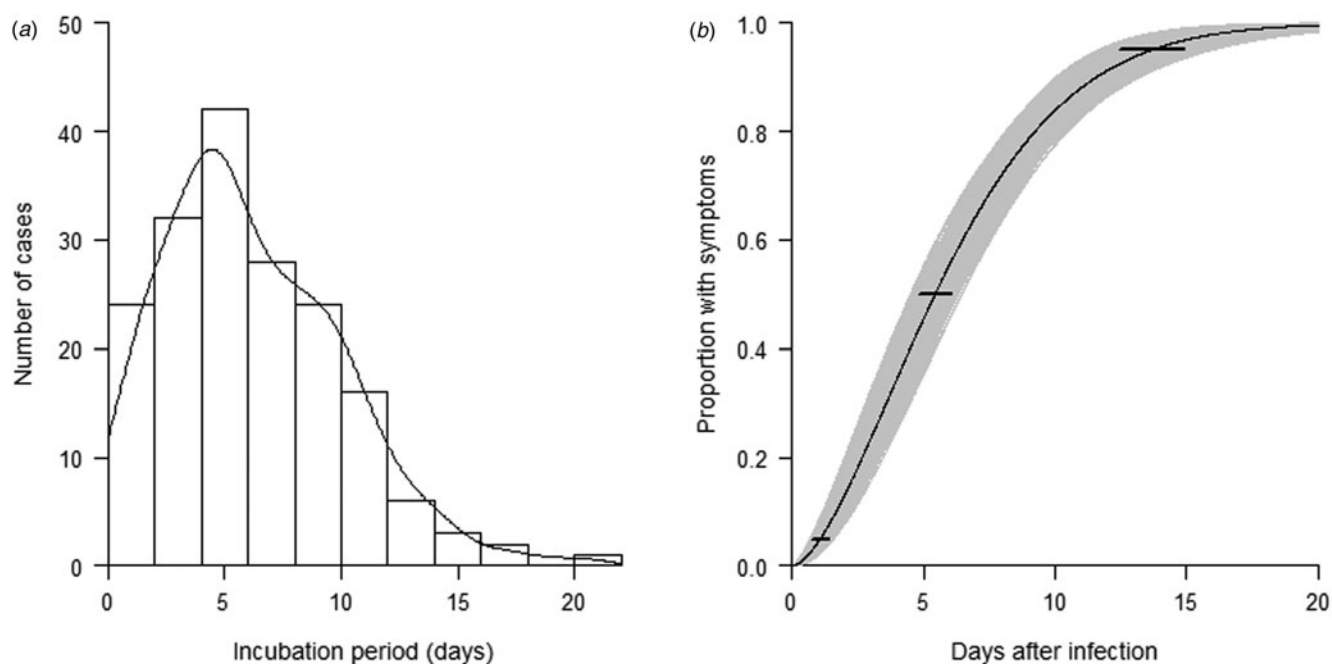 (a)
50
40
30
20
10
0
Number of cases
0 5 10 15 20
Incubation period (days)
(b)
1.0
0.8
0.6
0.4
0.2
0.0
Proportion with symptoms
0 5 10 15 20
Days after infection